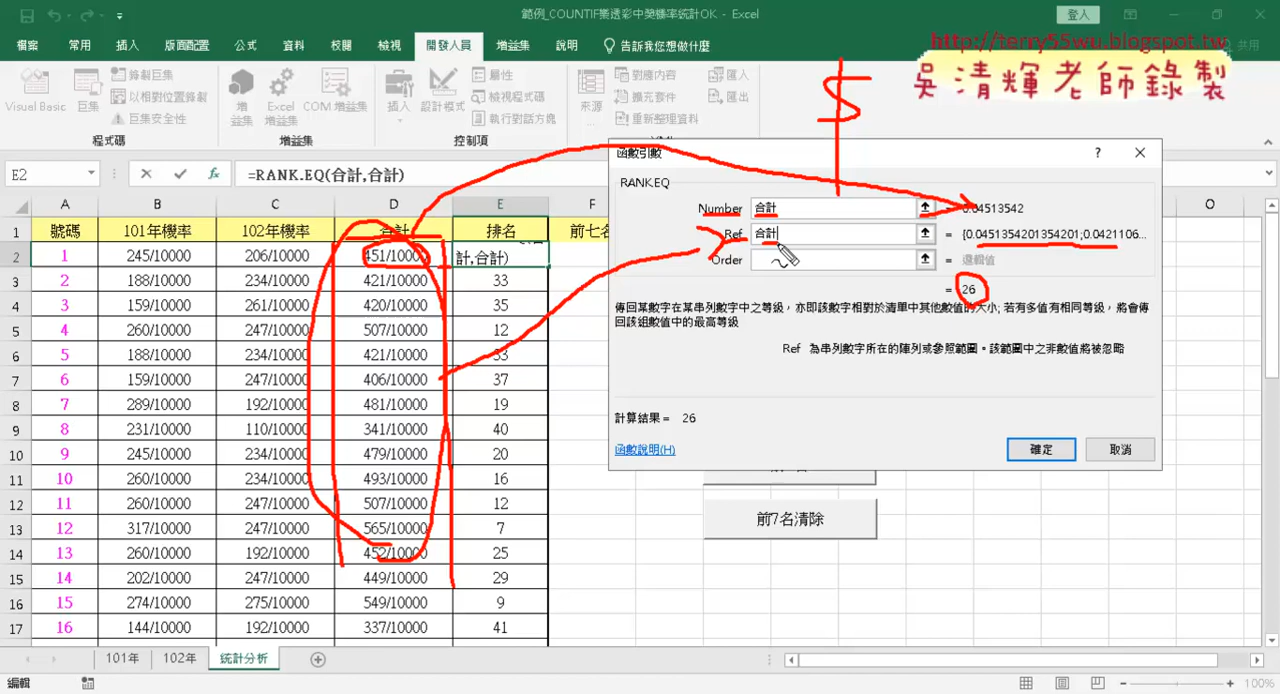 範例_COUNTIF樂透彩中獎機率統計OK - Excel
登入
檔案 常用 插入 版面配置 公式 資料 校閱 檢視 開發人員 增益集 說明 告訴我您想做什麼 共用
http://terry55wu.blogspot.tw
吳清輝老師錄製
Visual Basic 巨集 錄製巨集 以相對位置錄製 巨集安全性 程式碼
增益集 Excel 增益集 COM 增益集 增益集
插入 設計模式 屬性 檢視程式碼 執行對話方塊 控制項
來源 對應內容 擴充套件 重新整理資料 匯入 匯出
$
E2 fx =RANK.EQ(合計,合計)
A B C D E F O
1 號碼 101年機率 102年機率 合計 排名 前七名
2 1 245/10000 206/10000 451/10000 計,合計)
3 2 188/10000 234/10000 421/10000 33
4 3 159/10000 261/10000 420/10000 35
5 4 260/10000 247/10000 507/10000 12
6 5 188/10000 234/10000 421/10000 33
7 6 159/10000 247/10000 406/10000 37
8 7 289/10000 192/10000 481/10000 19
9 8 231/10000 110/10000 341/10000 40
10 9 245/10000 234/10000 479/10000 20
11 10 260/10000 234/10000 493/10000 16
12 11 260/10000 247/10000 507/10000 12
13 12 317/10000 247/10000 565/10000 7
14 13 260/10000 192/10000 452/10000 25
15 14 202/10000 247/10000 449/10000 29
16 15 274/10000 275/10000 549/10000 9
17 16 144/10000 192/10000 337/10000 41
函數引數 ? ×
RANK.EQ
Number 合計 = 0.04513542
Ref 合計 = {0.0451354201354201;0.0421106...
Order = 邏輯值
= 26
傳回某數字在某串列數字中之等級，亦即該數字相對於清單中其他數值的大小; 若有多值有相同等級，將會傳
回該組數值中的最高等級
Ref 為串列數字所在的陣列或參照範圍。該範圍中之非數值將被忽略
計算結果 = 26
函數說明(H) 確定 取消
前7名清除
101年 102年 統計分析
編輯 100%